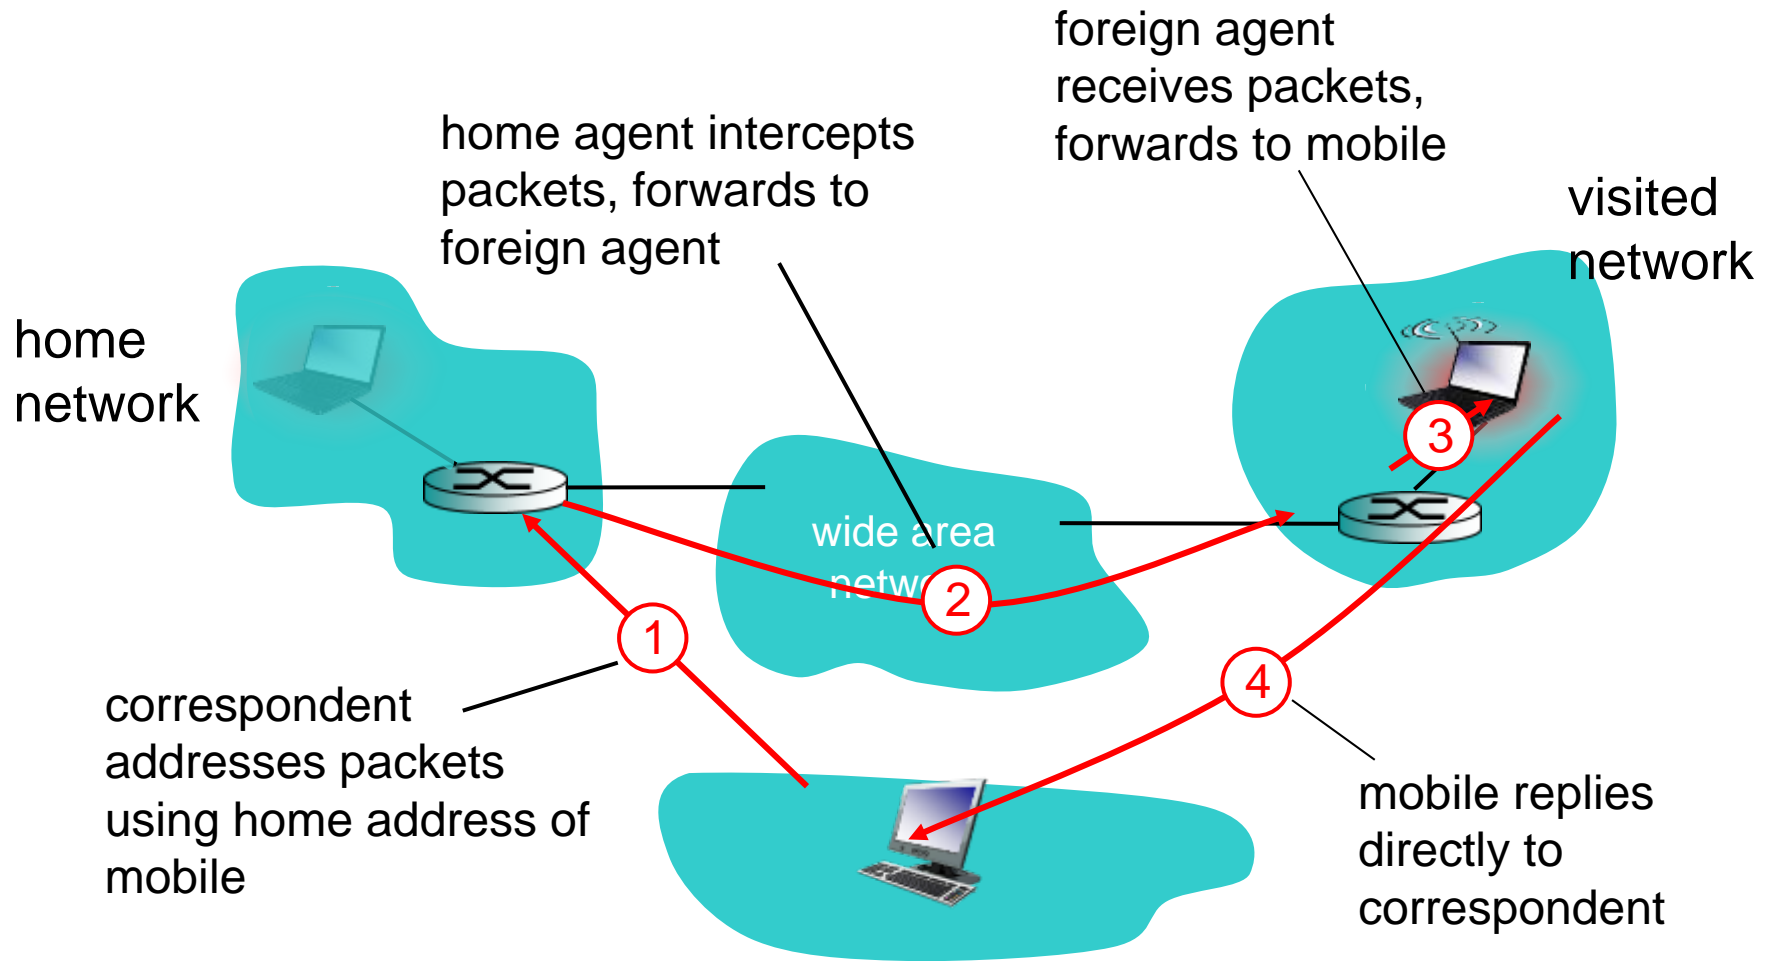 foreign agent
receives packets,
forwards to mobile
home agent intercepts
packets, forwards to
foreign agent
visited
network
home
network
3
wide area
network
2
1
4
correspondent
addresses packets
using home address of
mobile
mobile replies
directly to
correspondent